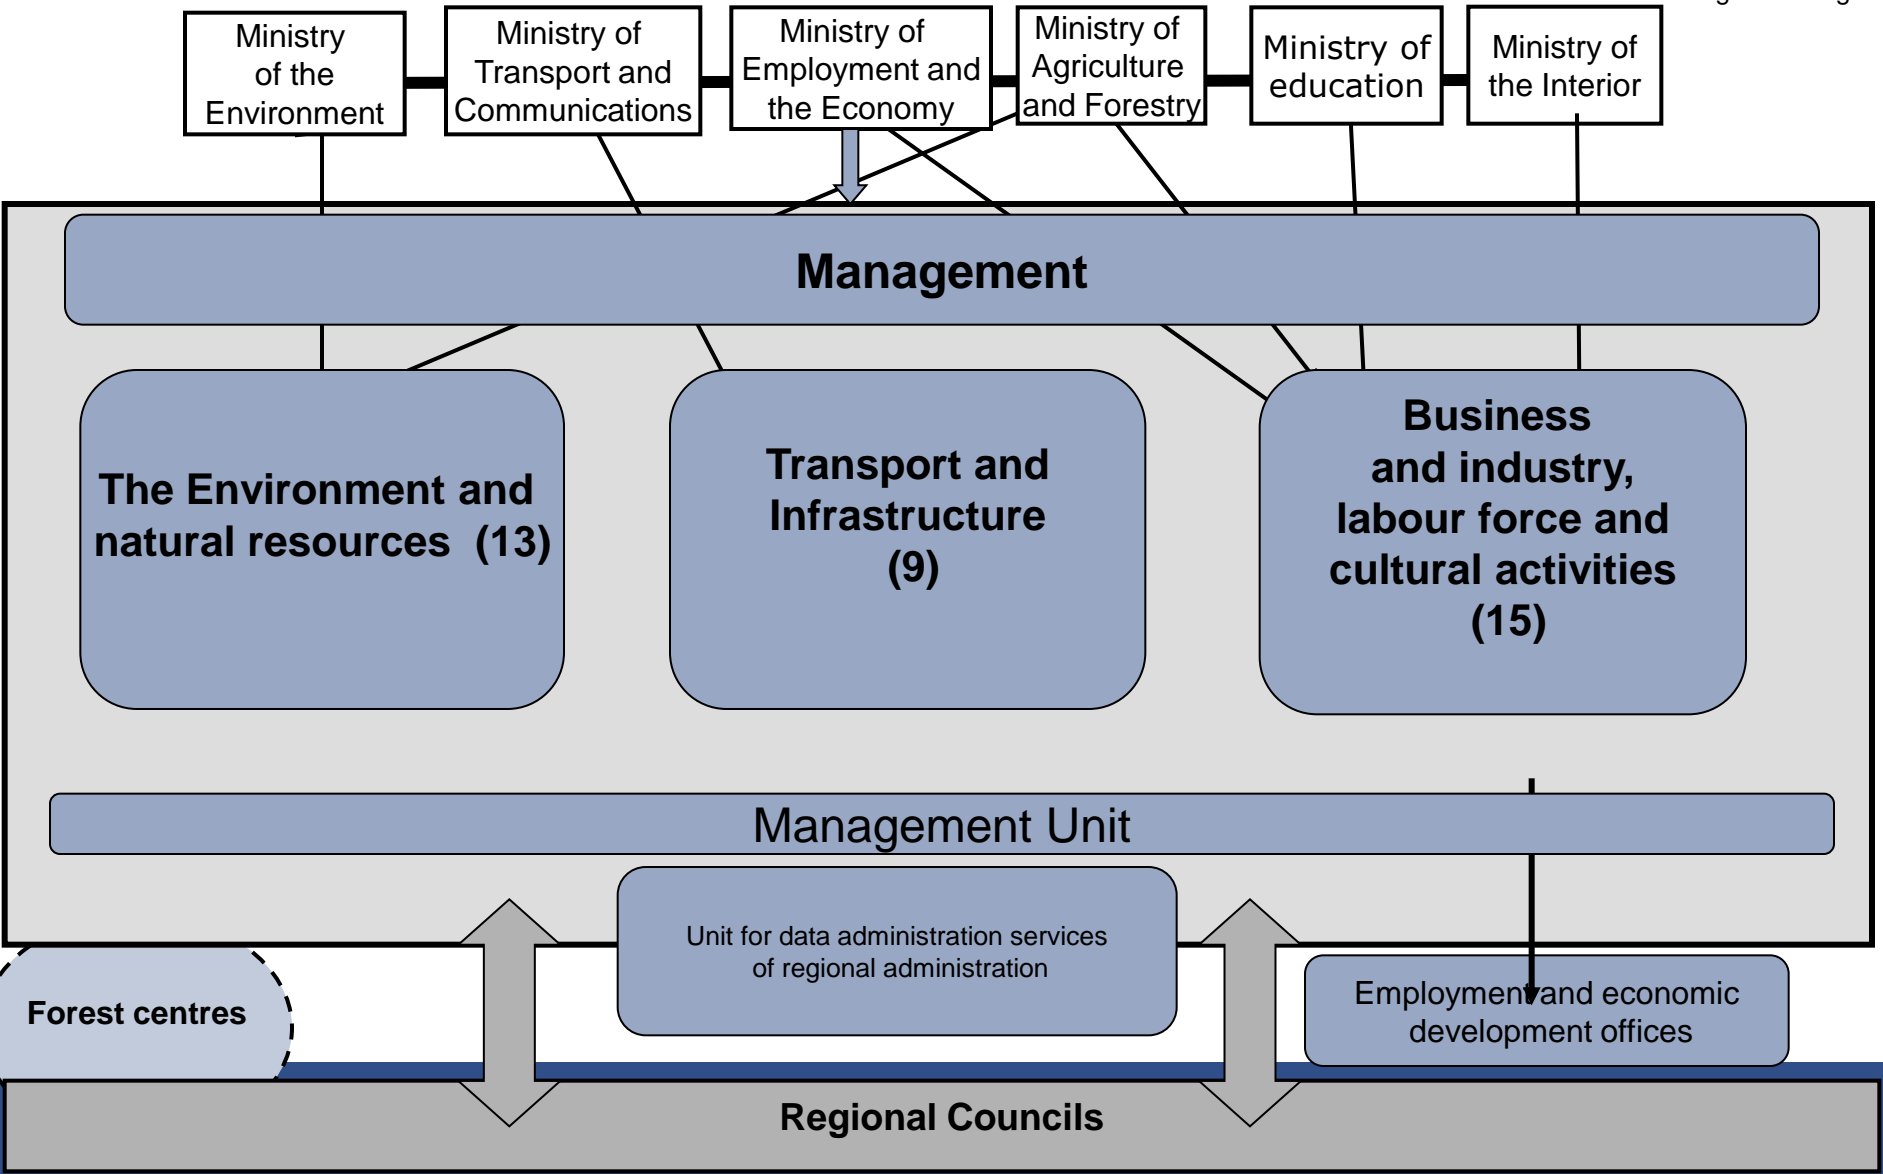 Ministry
of the
Environment
Ministry of
Transport and
Communications
Ministry of
Employment and
the Economy
Ministry of
Agriculture
and Forestry
Ministry of
education
Ministry of
the Interior
Management
The Environment and
natural resources (13)
Transport and
Infrastructure
(9)
Business
and industry,
labour force and
cultural activities
(15)
Management Unit
Unit for data administration services
of regional administration
Forest centres
Employment and economic
development offices
Regional Councils